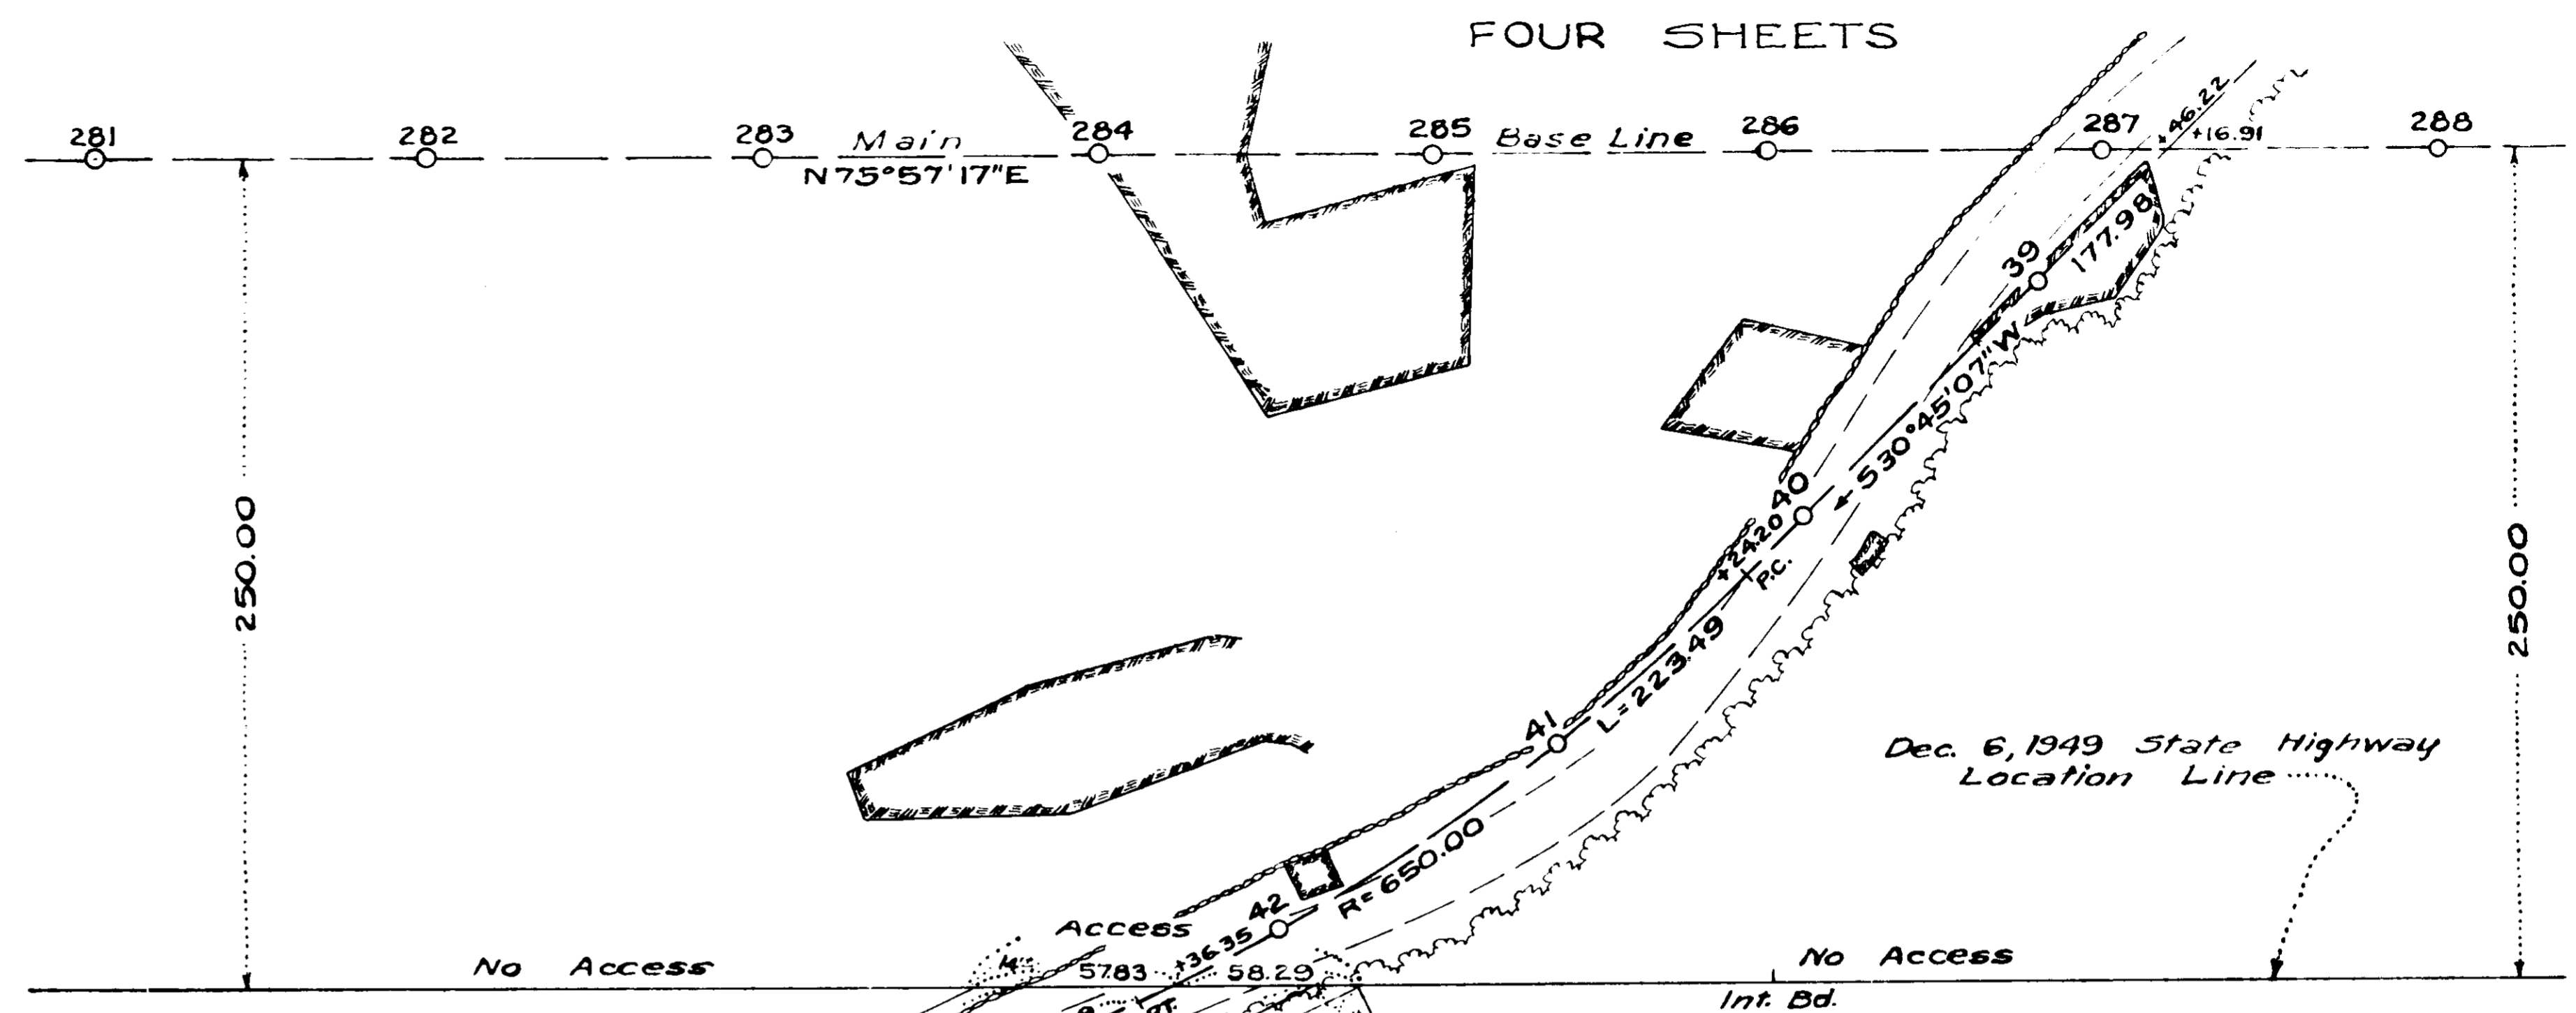 FOUR SHEETS
281
282
283
Main
284
285
Base Line
286
287
+46.22
+16.91
288
N75°57'17"E
177.98
39
S30°45'07"W
40
+24.20
P.C.
250.00
250.00
L=223.49
41
Dec. 6, 1949 State Highway
Location Line
R=650.00
42
Access
+36.35
No Access
57.83
58.29
No Access
Int. Bd.